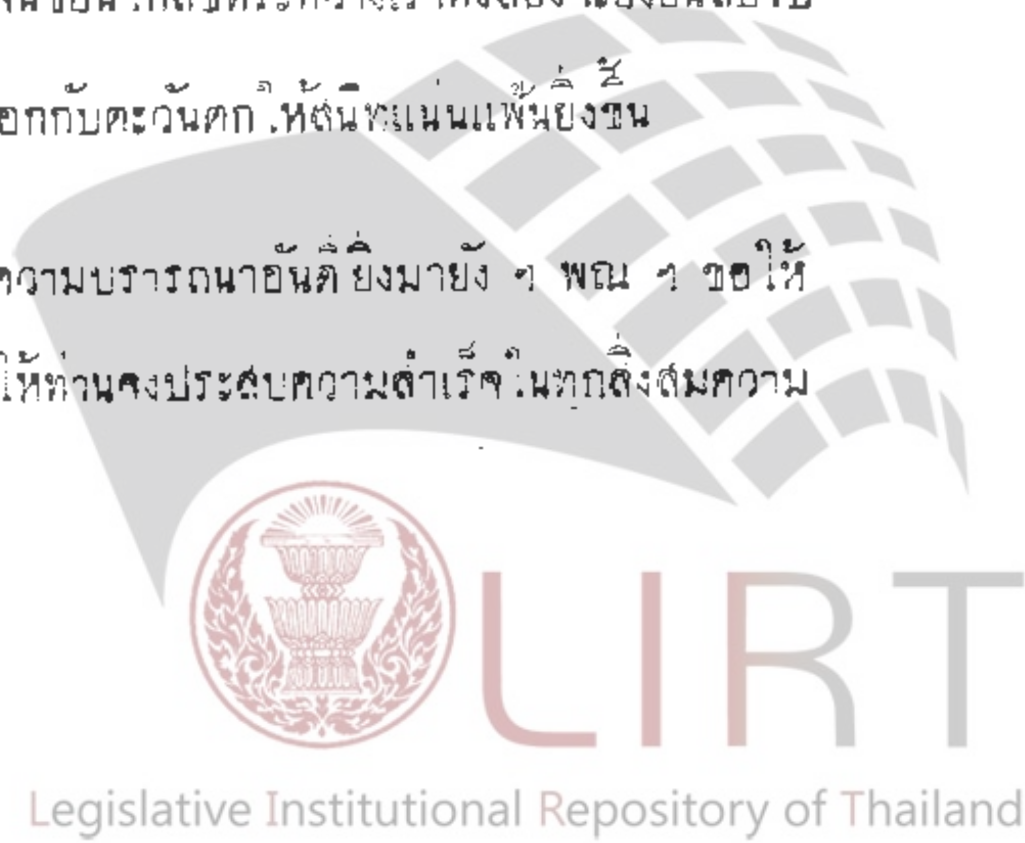 อกกับตะวันตก ให้สนิทแน่นแฟ้นยิ่งขึ้น
ความปรารถนาอันดียิ่งมายัง ฯ พณ ฯ ขอให้
ให้ท่านจงประสบความสำเร็จในทุกสิ่งสมความ
LIRT
Legislative Institutional Repository of Thailand